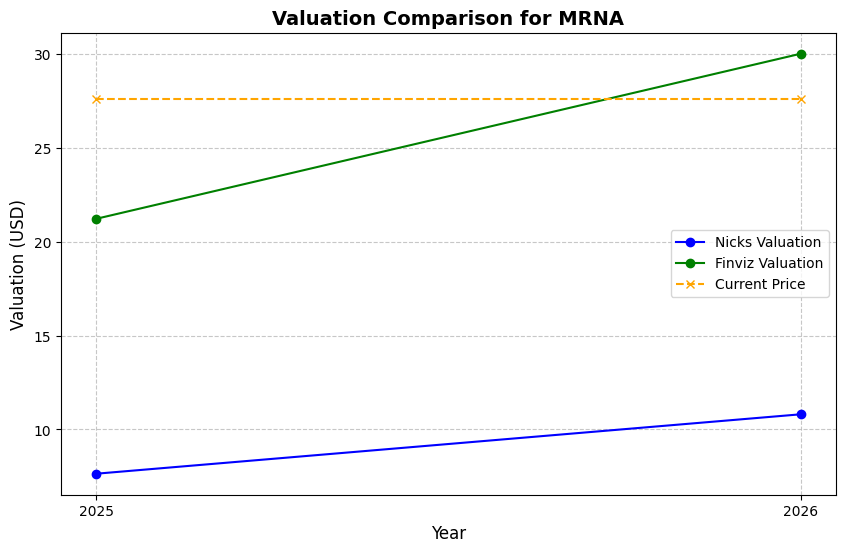 Valuation Comparison for MRNA
Valuation (USD)
30
25
20
15
10
Nicks Valuation
Finviz Valuation
Current Price
2025
2026
Year